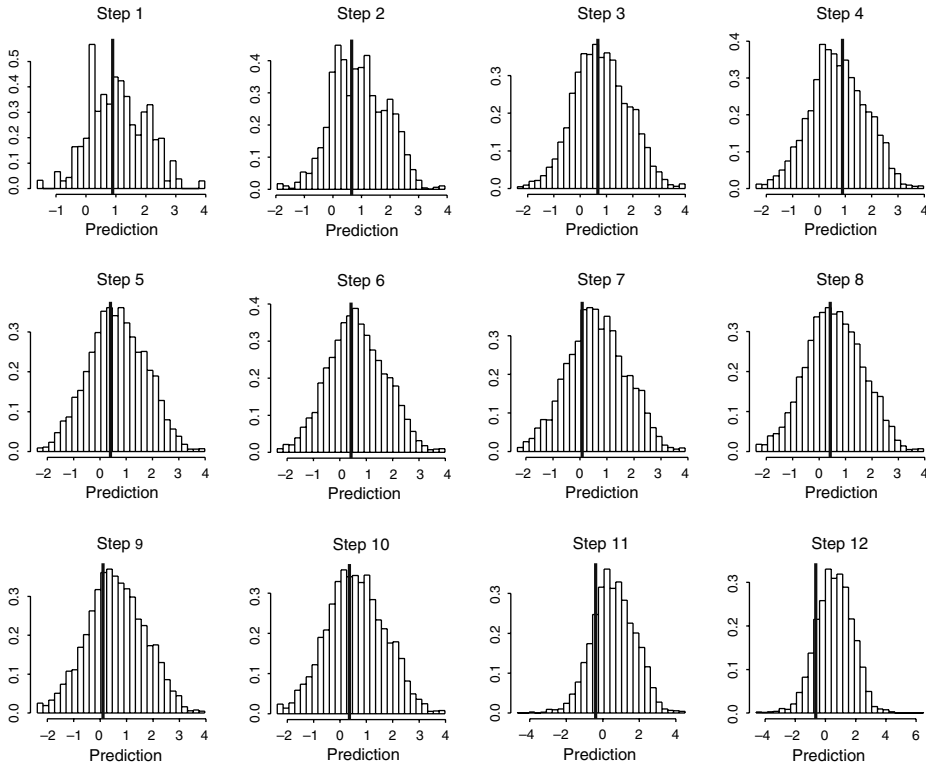 Step 1
Step 2
Step 3
Step 4
0.0 0.1 0.2 0.3 0.4 0.5
0.0 0.1 0.2 0.3 0.4
0.0 0.1 0.2 0.3
0.0 0.1 0.2 0.3 0.4
−1 0 1 2 3 4
−2 −1 0 1 2 3 4
−2 −1 0 1 2 3 4
−2 −1 0 1 2 3 4
Prediction
Prediction
Prediction
Prediction
Step 5
Step 6
Step 7
Step 8
0.0 0.1 0.2 0.3
0.0 0.1 0.2 0.3 0.4
0.0 0.1 0.2 0.3
0.0 0.1 0.2 0.3
−2 −1 0 1 2 3 4
−2 −1 0 1 2 3 4
−2 −1 0 1 2 3 4
−2 −1 0 1 2 3 4
Prediction
Prediction
Prediction
Prediction
Step 9
Step 10
Step 11
Step 12
0.0 0.1 0.2 0.3
0.0 0.1 0.2 0.3
0.0 0.1 0.2 0.3
0.0 0.1 0.2 0.3
−2 −1 0 1 2 3 4
−2 −1 0 1 2 3 4
−4 −2 0 2 4
−4 −2 0 2 4 6
Prediction
Prediction
Prediction
Prediction